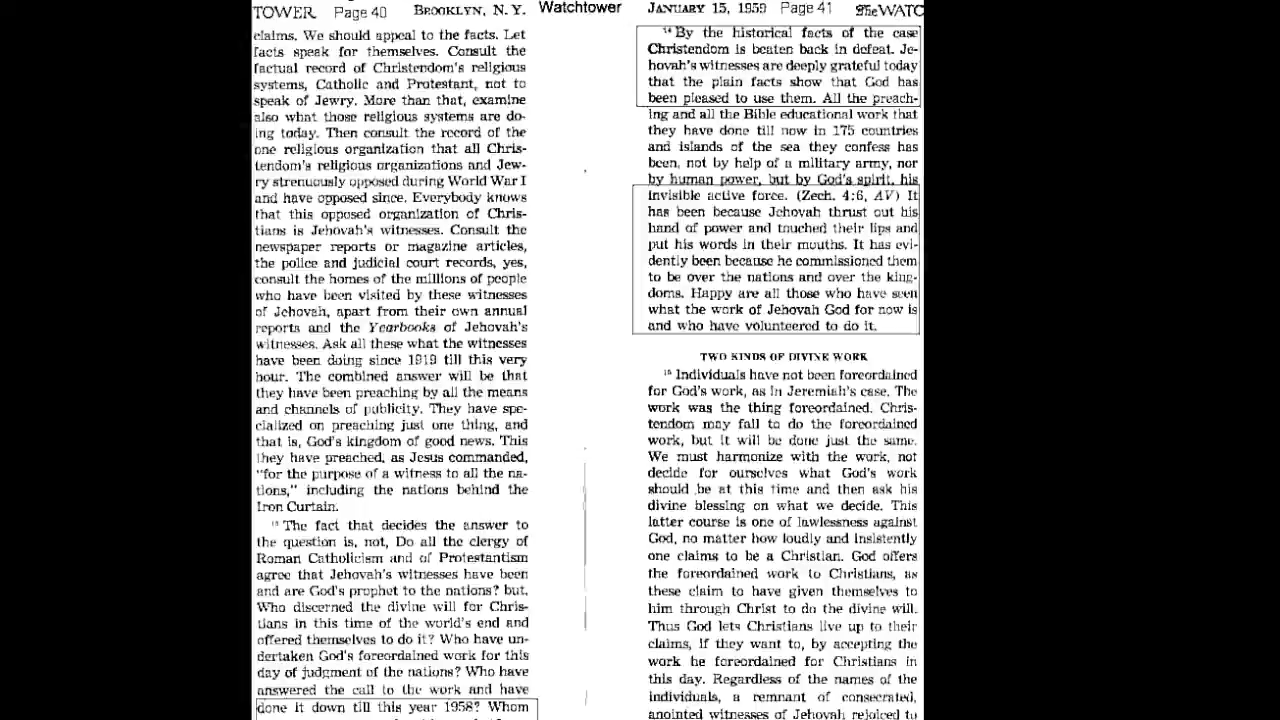 TOWER Page 40 BROOKLYN, N. Y. Watchtower JANUARY 15, 1959 Page 41 The WATC
claims. We should appeal to the facts. Let
facts speak for themselves. Consult the
factual record of Christendom's religious
systems, Catholic and Protestant, not to
speak of Jewry. More than that, examine
also what those religious systems are do-
ing today. Then consult the record of the
one religious organization that all Chris-
tendom's religious organizations and Jew-
ry strenuously opposed during World War I
and have opposed since. Everybody knows
that this opposed organization of Chris-
tians is Jehovah's witnesses. Consult the
newspaper reports or magazine articles,
the police and judicial court records, yes,
consult the homes of the millions of people
who have been visited by these witnesses
of Jehovah, apart from their own annual
reports and the Yearbooks of Jehovah's
witnesses. Ask all these what the witnesses
have been doing since 1919 till this very
hour. The combined answer will be that
they have been preaching by all the means
and channels of publicity. They have spe-
cialized on preaching just one thing, and
that is, God's kingdom of good news. This
they have preached, as Jesus commanded,
"for the purpose of a witness to all the na-
tions," including the nations behind the
Iron Curtain.
The fact that decides the answer to
the question is, not, Do all the clergy of
Roman Catholicism and of Protestantism
agree that Jehovah's witnesses have been
and are God's prophet to the nations? but,
Who discerned the divine will for Chris-
tians in this time of the world's end and
offered themselves to do it? Who have un-
dertaken God's foreordained work for this
day of judgment of the nations? Who have
answered the call to the work and have
done it down till this year 1958? Whom
14 By the historical facts of the case
Christendom is beaten back in defeat. Je-
hovah's witnesses are deeply grateful today
that the plain facts show that God has
been pleased to use them. All the preach-
ing and all the Bible educational work that
they have done till now in 175 countries
and islands of the sea they confess has
been, not by help of a military army, nor
by human power, but by God's spirit, his
invisible active force. (Zech. 4:6, AV) It
has been because Jehovah thrust out his
hand of power and touched their lips and
put his words in their mouths. It has evi-
dently been because he commissioned them
to be over the nations and over the king-
doms. Happy are all those who have seen
what the work of Jehovah God for now is
and who have volunteered to do it.
TWO KINDS OF DIVINE WORK
15 Individuals have not been foreordained
for God's work, as in Jeremiah's case. The
work was the thing foreordained. Chris-
tendom may fail to do the foreordained
work, but it will be done just the same.
We must harmonize with the work, not
decide for ourselves what God's work
should be at this time and then ask his
divine blessing on what we decide. This
latter course is one of lawlessness against
God, no matter how loudly and insistently
one claims to be a Christian. God offers
the foreordained work to Christians, as
these claim to have given themselves to
him through Christ to do the divine will.
Thus God lets Christians live up to their
claims, if they want to, by accepting the
work he foreordained for Christians in
this day. Regardless of the names of the
individuals, a remnant of consecrated,
anointed witnesses of Jehovah rejoiced to